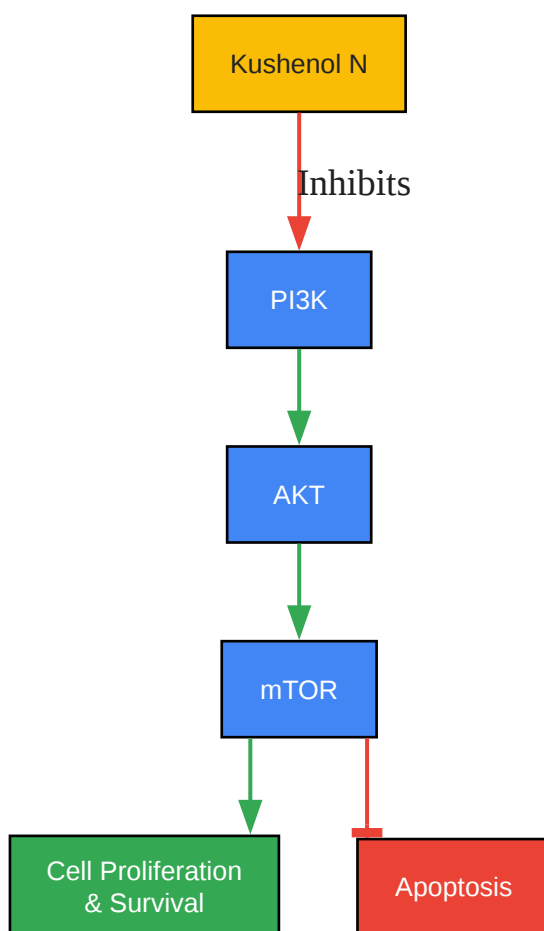 Kushenol N
Inhibits
PI3K
AKT
mTOR
Cell Proliferation
& Survival
Apoptosis